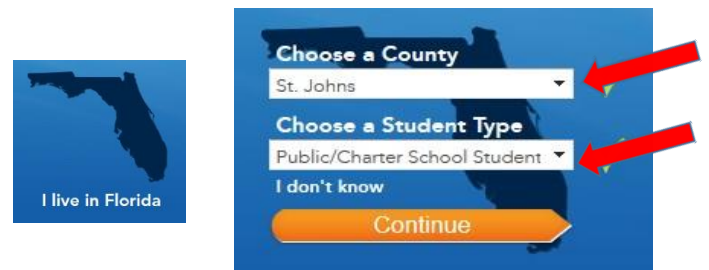 I live in Florida
Choose a County
St. Johns
Choose a Student Type
Public/Charter School Student
I don't know
Continue